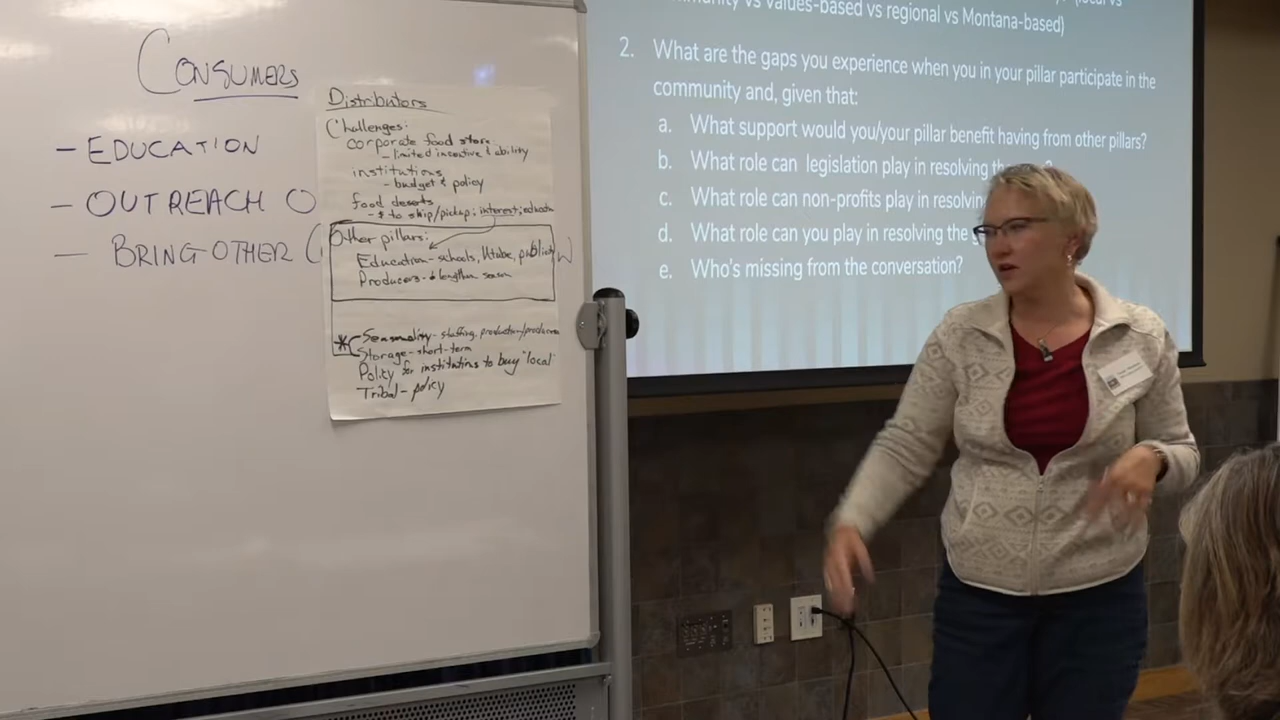 CONSUMERS
- EDUCATION
- OUTREACH O
- BRING OTHER
Distributors
Challenges:
corporate food store
- limited incentive & ability
institutions
- budget & policy
food deserts
- $ to ship/pickup; interest; education
Other pillars:
Education - schools, Utube, publicity
Producers - lengthen season
* Seasonality - staffing, production/
Storage - short-term
Policy for institutions to buy "local"
Tribal - policy
vs values-based vs regional vs Montana-based)
2. What are the gaps you experience when you in your pillar participate in the
community and, given that:
a. What support would you/your pillar benefit having from other pillars?
b. What role can legislation play in resolving
c. What role can non-profits play in resolving
d. What role can you play in resolving the
e. Who's missing from the conversation?